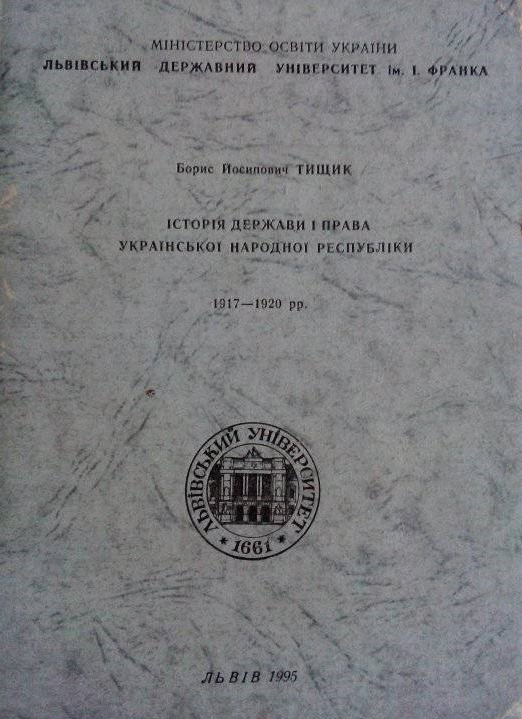 МІНІСТЕРСТВО ОСВІТИ УКРАЇНИ
ЛЬВІВСЬКИЙ ДЕРЖАВНИЙ УНІВЕРСИТЕТ ім. І. ФРАНКА
Борис Йосипович ТИЩИК
ІСТОРІЯ ДЕРЖАВИ І ПРАВА
УКРАЇНСЬКОЇ НАРОДНОЇ РЕСПУБЛІКИ
1917—1920 рр.
ЛЬВІВСЬКИЙ УНІВЕРСИТЕТ
* 1661 *
ЛЬВІВ 1995